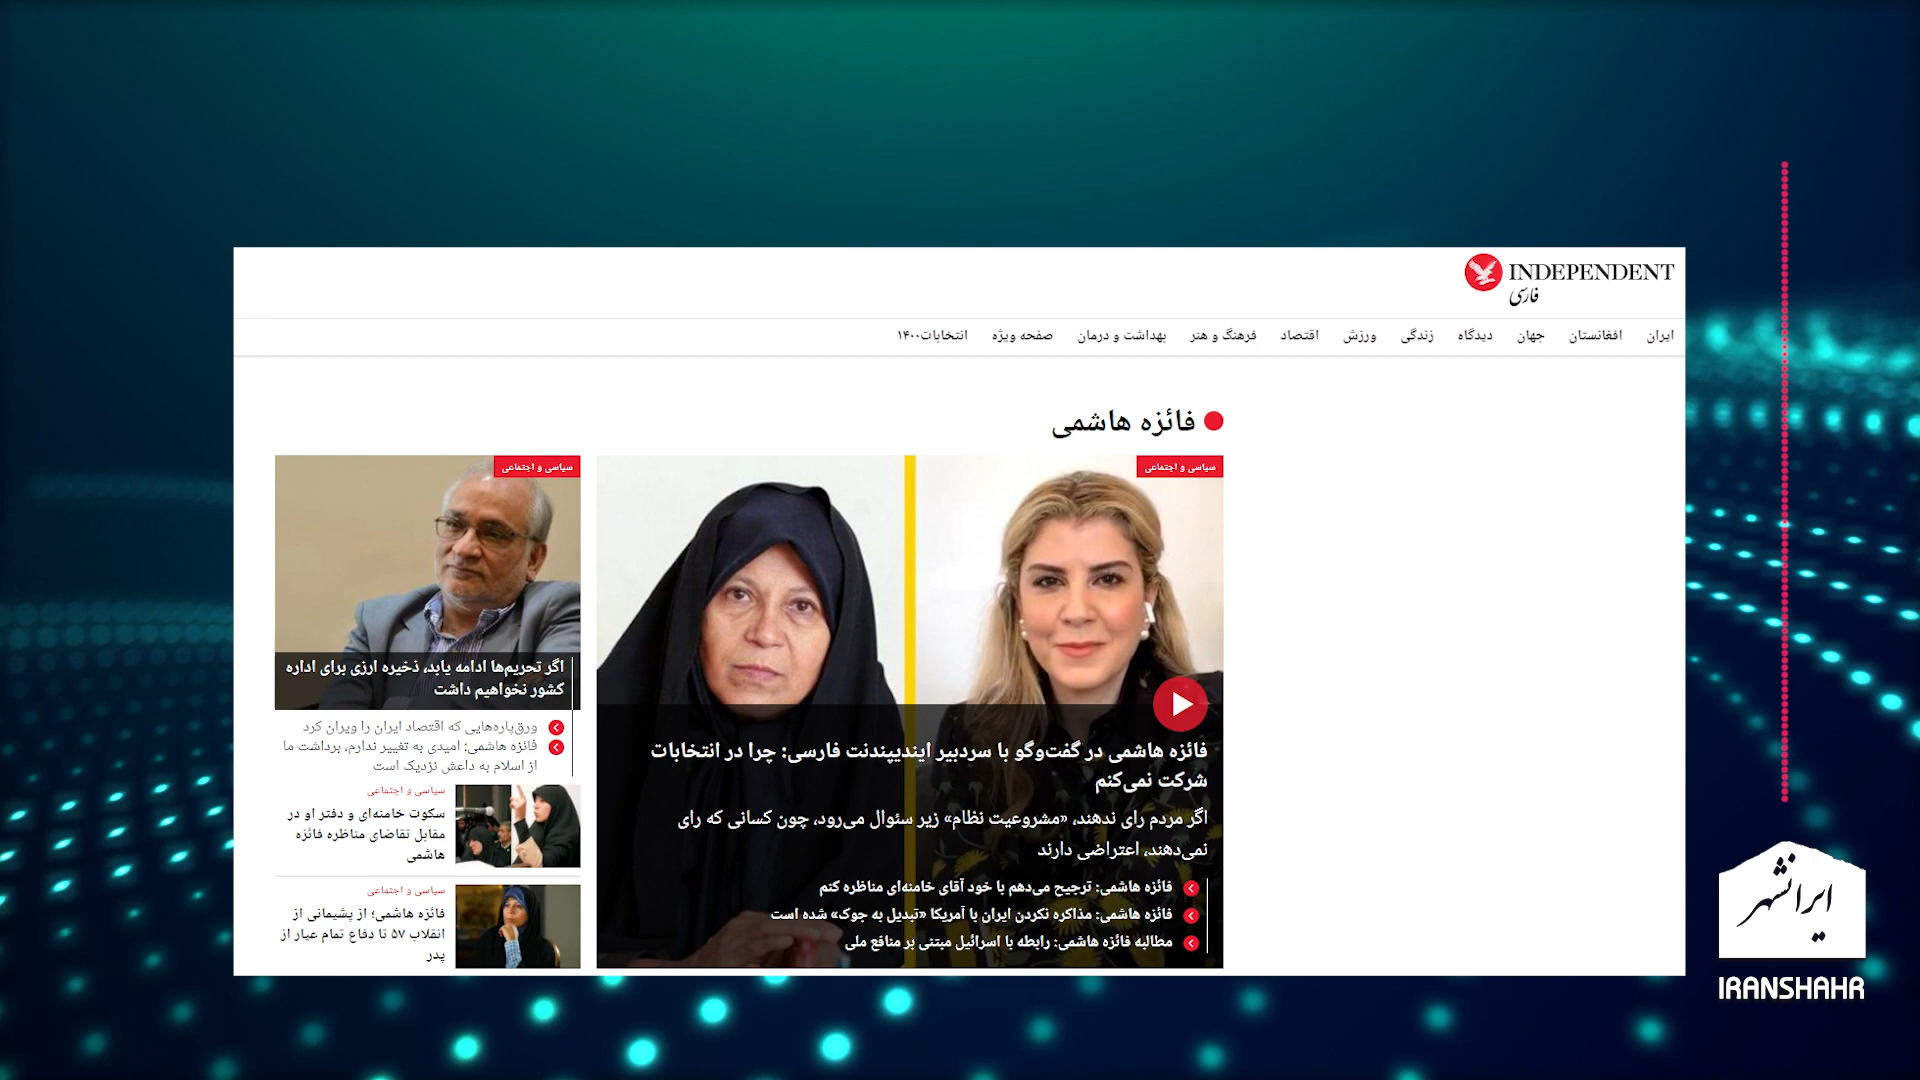 INDEPENDENT
فارسی
ایران افغانستان جهان دیدگاه زندگی ورزش اقتصاد فرهنگ و هنر بهداشت و درمان صفحه ویژه انتخابات۱۴۰۰
فائزه هاشمی
سیاسی و اجتماعی
فائزه هاشمی در گفت‌وگو با سردبیر ایندیپندنت فارسی: چرا در انتخابات
شرکت نمی‌کنم
اگر مردم رای ندهند، «مشروعیت نظام» زیر سئوال می‌رود، چون کسانی که رای
نمی‌دهند، اعتراضی دارند
فائزه هاشمی: ترجیح می‌دهم با خود آقای خامنه‌ای مناظره کنم
فائزه هاشمی: مذاکره نکردن ایران با آمریکا «تبدیل به جوک» شده است
مطالبه فائزه هاشمی: رابطه با اسرائیل مبتنی بر منافع ملی
سیاسی و اجتماعی
اگر تحریم‌ها ادامه یابد، ذخیره ارزی برای اداره
کشور نخواهیم داشت
ورق‌پاره‌هایی که اقتصاد ایران را ویران کرد
فائزه هاشمی: امیدی به تغییر ندارم، برداشت ما
از اسلام به داعش نزدیک است
سیاسی و اجتماعی
سکوت خامنه‌ای و دفتر او در
مقابل تقاضای مناظره فائزه
هاشمی
سیاسی و اجتماعی
فائزه هاشمی؛ از پشیمانی از
انقلاب ۵۷ تا دفاع تمام عیار از
پدر
ایرانشهر
IRANSHAHR